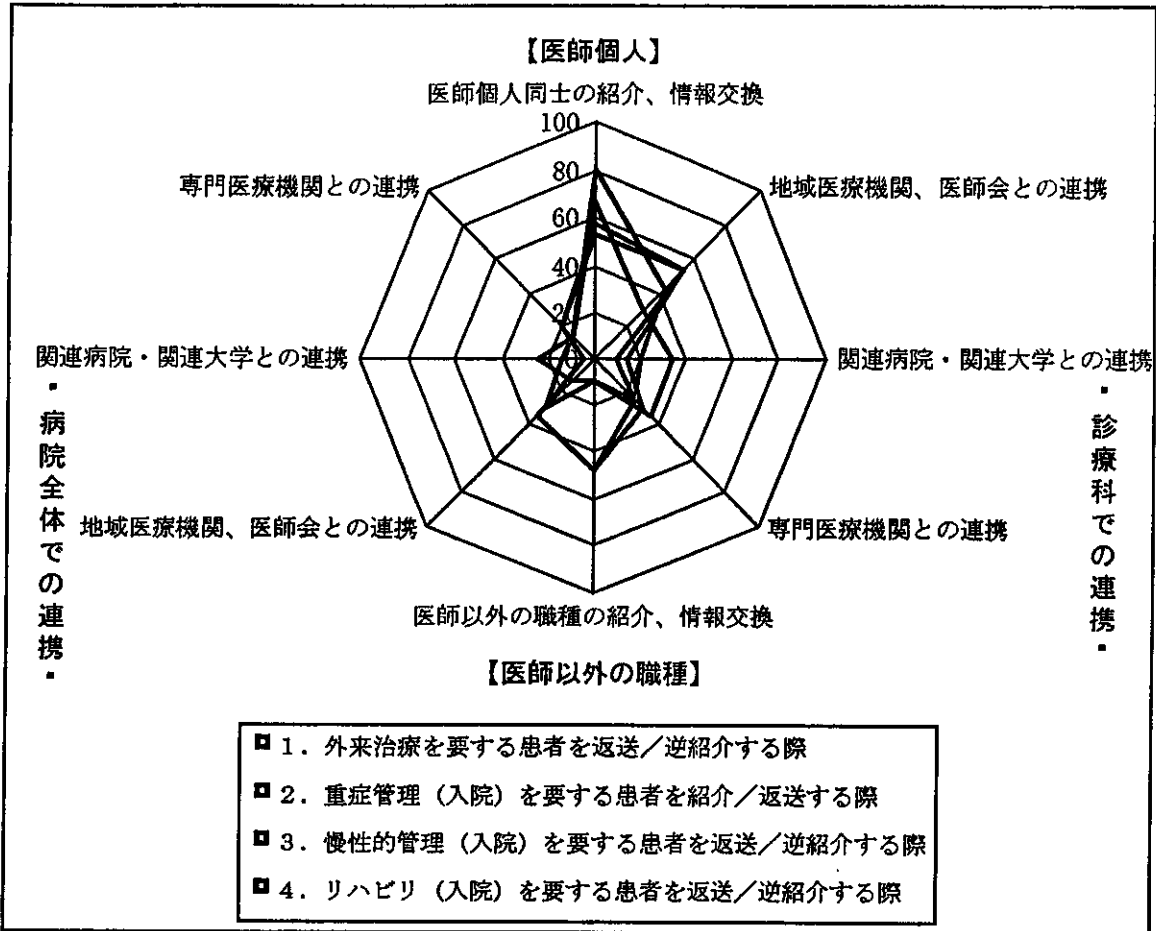 【医師個人】
医師個人同士の紹介、情報交換
100
専門医療機関との連携
80
地域医療機関、医師会との連携
60
40
2
0
関連病院・関連大学との連携
関連病院・関連大学との連携
・病院全体での連携・
・診療科での連携・
地域医療機関、医師会との連携
専門医療機関との連携
医師以外の職種の紹介、情報交換
【医師以外の職種】
1．外来治療を要する患者を返送／逆紹介する際
2．重症管理（入院）を要する患者を紹介／返送する際
3．慢性的管理（入院）を要する患者を返送／逆紹介する際
4．リハビリ（入院）を要する患者を返送／逆紹介する際